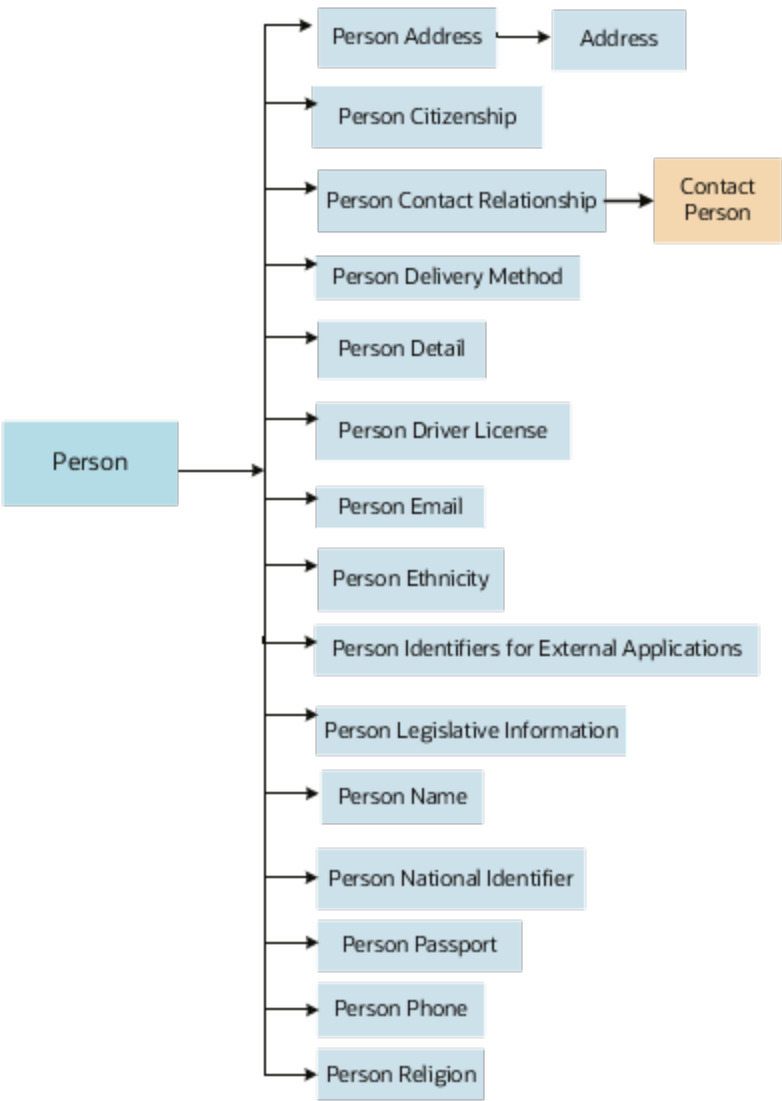 Person Address
Address
Person Citizenship
Person Contact Relationship
Contact
Person
Person Delivery Method
Person Detail
Person Driver License
Person
Person Email
Person Ethnicity
Person Identifiers for External Applications
Person Legislative Information
Person Name
Person National Identifier
Person Passport
Person Phone
Person Religion